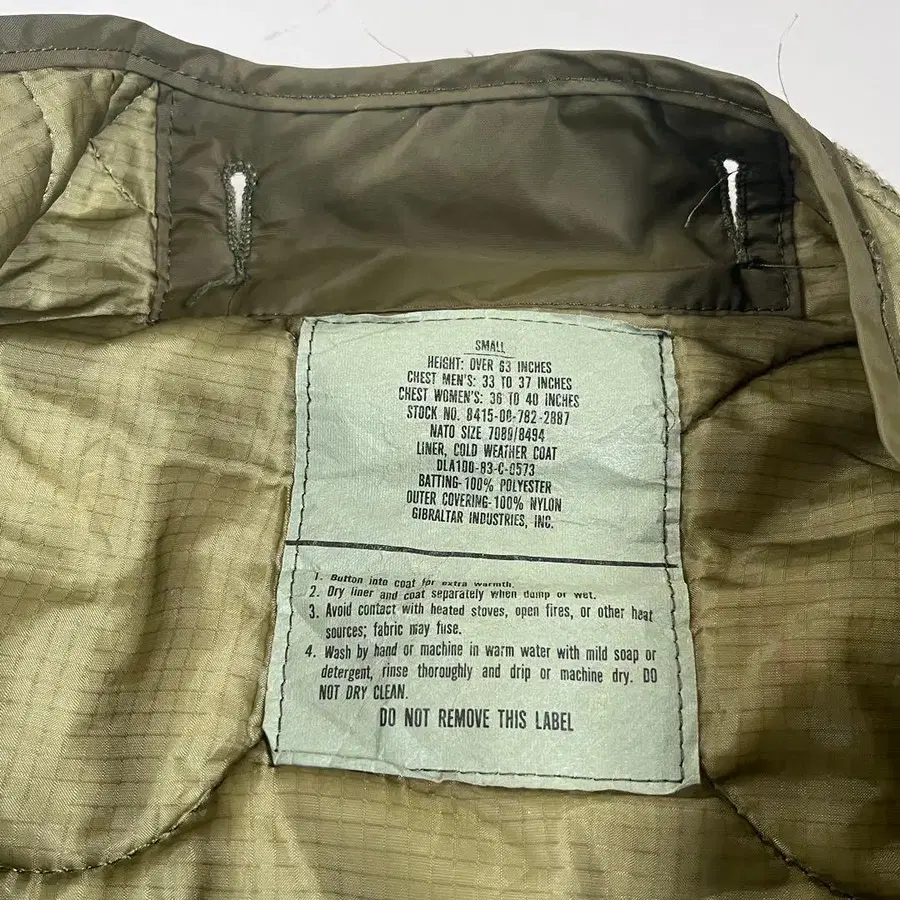 SMALL
HEIGHT: OVER 63 INCHES
CHEST MEN'S: 33 TO 37 INCHES
CHEST WOMEN'S: 36 TO 40 INCHES
STOCK NO. 8415-00-782-2887
NATO SIZE 7080/8494
LINER, COLD WEATHER COAT
DLA100-83-C-0573
BATTING-100% POLYESTER
OUTER COVERING-100% NYLON
GIBRALTAR INDUSTRIES, INC.
1. Button into coat for extra warmth.
2. Dry liner and coat separately when damp or wet.
3. Avoid contact with heated stoves, open fires, or other heat
sources; fabric may fuse.
4. Wash by hand or machine in warm water with mild soap or
detergent, rinse thoroughly and drip or machine dry. DO
NOT DRY CLEAN.
DO NOT REMOVE THIS LABEL